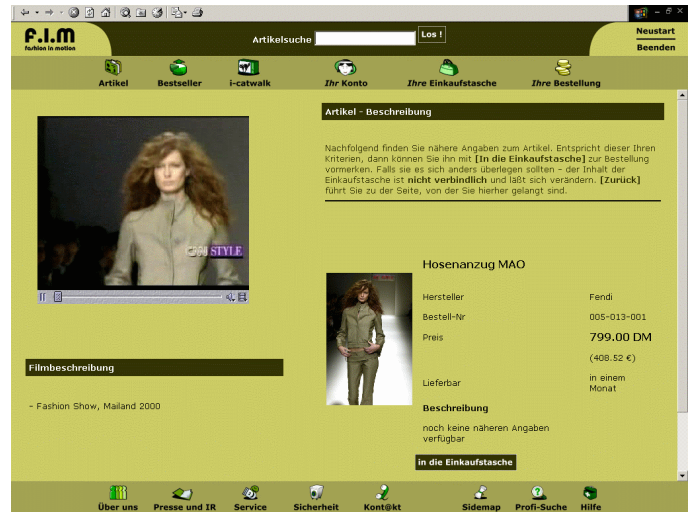 F.I.M
fashion in motion
Artikelsuche
Los !
Neustart
Beenden
Artikel
Bestseller
i-catwalk
Ihr Konto
Ihre Einkaufstasche
Ihre Bestellung
STYLE
Filmbeschreibung
- Fashion Show, Mailand 2000
Artikel - Beschreibung
Nachfolgend finden Sie nähere Angaben zum Artikel. Entspricht dieser Ihren
Kriterien, dann können Sie ihn mit [In die Einkaufstasche] zur Bestellung
vormerken. Falls sie es sich anders überlegen sollten - der Inhalt der
Einkaufstasche ist nicht verbindlich und läßt sich verändern. [Zurück]
führt Sie zu der Seite, von der Sie hierher gelangt sind.
Hosenanzug MAO
Hersteller Fendi
Bestell-Nr 005-013-001
Preis 799.00 DM
(408.52 €)
Lieferbar in einem
Monat
Beschreibung
noch keine näheren Angaben
verfügbar
in die Einkaufstasche
Über uns
Presse und IR
Service
Sicherheit
Kont@kt
Sidemap
Profi-Suche
Hilfe